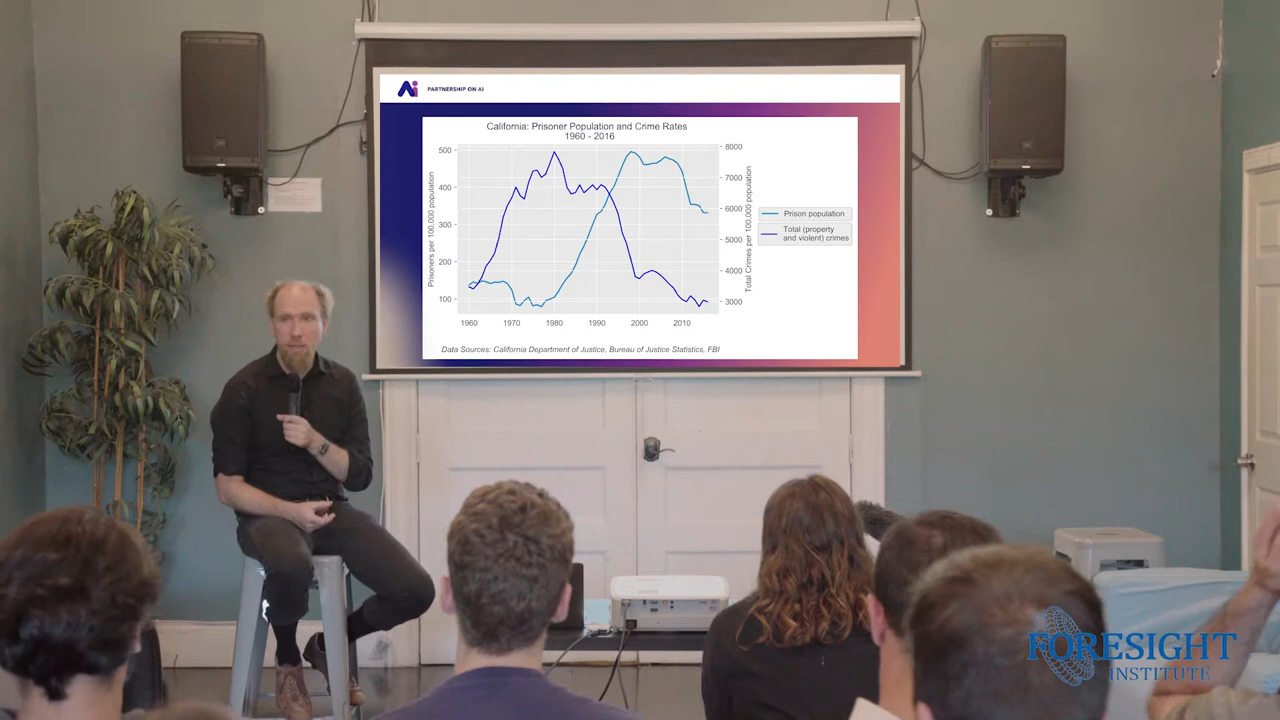 PARTNERSHIP ON AI
California: Prisoner Population and Crime Rates
1960 - 2016
Prisoners per 100,000 population
500
400
300
200
100
8000
7000
6000
5000
4000
3000
Total Crimes per 100,000 population
1960 1970 1980 1990 2000 2010
Prison population
Total (property
and violent) crimes
Data Sources: California Department of Justice, Bureau of Justice Statistics, FBI
FORESIGHT
INSTITUTE